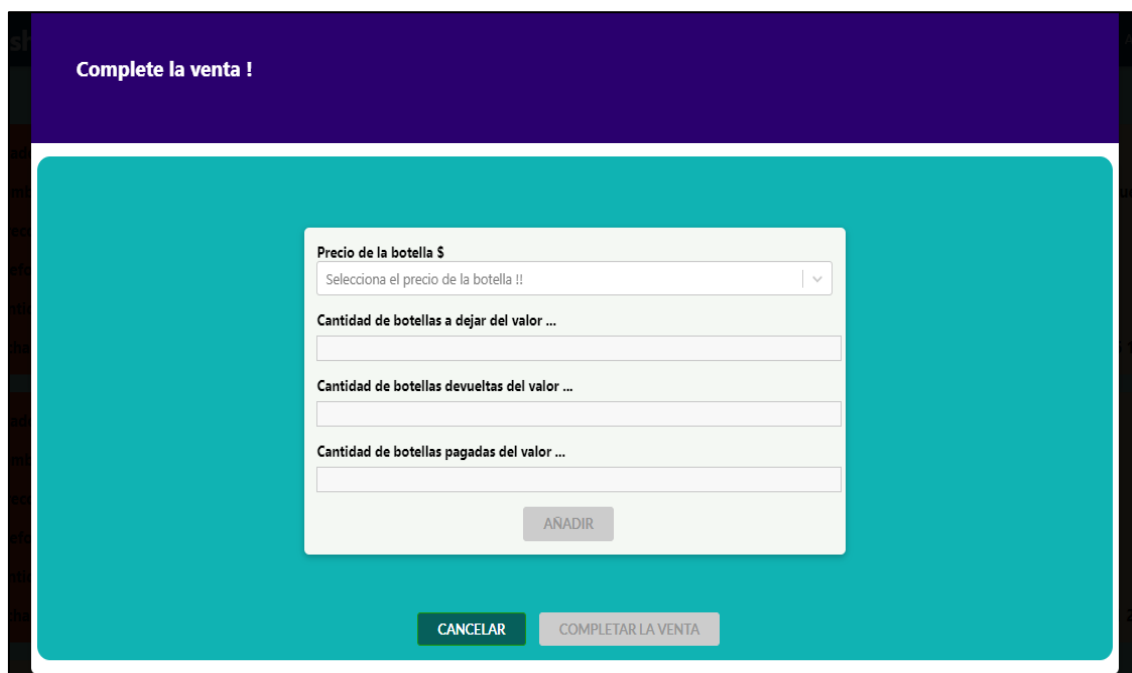 Complete la venta !
Precio de la botella $
Selecciona el precio de la botella !!
Cantidad de botellas a dejar del valor ...
Cantidad de botellas devueltas del valor ...
Cantidad de botellas pagadas del valor ...
AÑADIR
CANCELAR
COMPLETAR LA VENTA